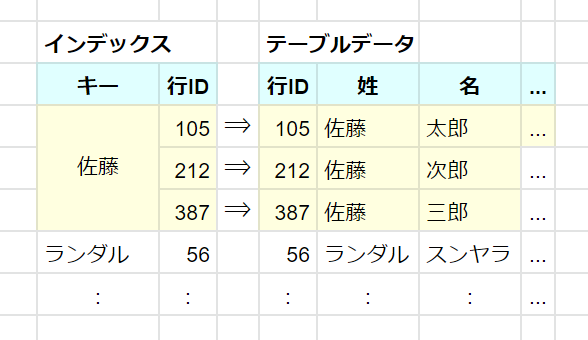 インデックス テーブルデータ
キー 行ID 行ID 姓 名 ...
佐藤 105 ⇒ 105 佐藤 太郎 ...
212 ⇒ 212 佐藤 次郎 ...
387 ⇒ 387 佐藤 三郎 ...
ランダル 56 56 ランダル スンヤラ ...
: : : : : ...